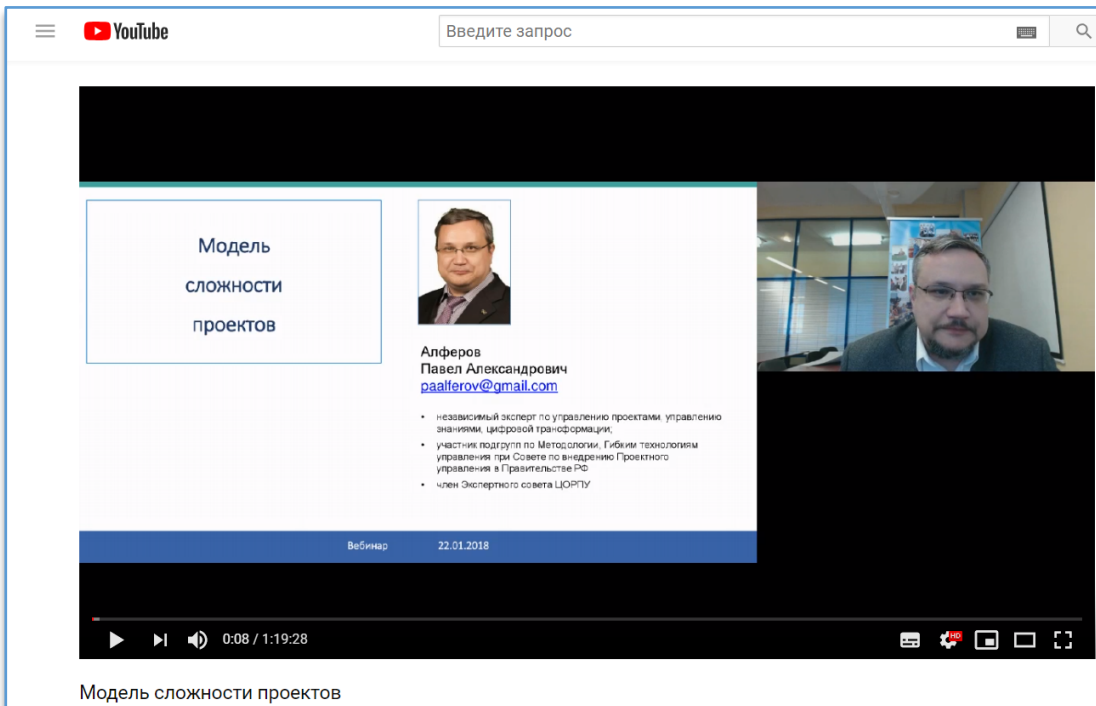 YouTube
Введите запрос
Модель
сложности
проектов
Алферов
Павел Александрович
paalferov@gmail.com
• независимый эксперт по управлению проектами, управлению
знаниями, цифровой трансформации;
• участник подгрупп по Методологии, Гибким технологиям
управления при Совете по внедрению Проектного
управления в Правительстве РФ
• член Экспертного совета ЦОРПУ
Вебинар 22.01.2018
0:08 / 1:19:28
HD
Модель сложности проектов